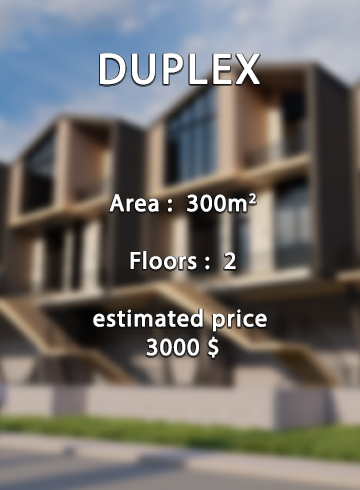 DUPLEX
Area :  300m²
Floors :  2
estimated price
3000 $